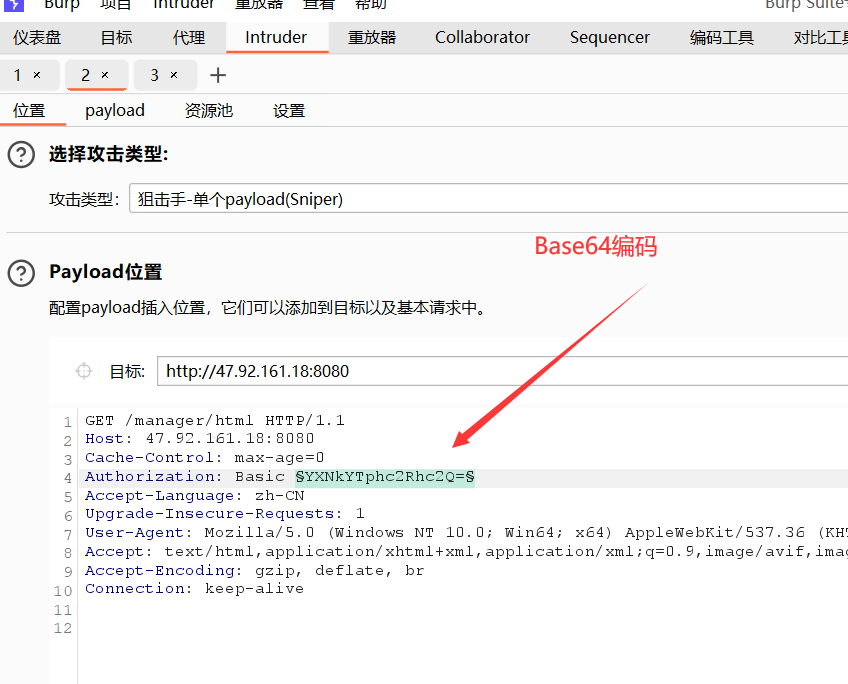 Burp 项目 Intruder 重放器 查看 帮助 Burp Suite
仪表盘 目标 代理 Intruder 重放器 Collaborator Sequencer 编码工具 对比工具
1 × 2 × 3 × +
位置 payload 资源池 设置
选择攻击类型:
攻击类型: 狙击手-单个payload(Sniper)
Base64编码
Payload位置
配置payload插入位置，它们可以添加到目标以及基本请求中。
目标: http://47.92.161.18:8080
1 GET /manager/html HTTP/1.1
2 Host: 47.92.161.18:8080
3 Cache-Control: max-age=0
4 Authorization: Basic §YXNkYTphc2Rhc2Q=§
5 Accept-Language: zh-CN
6 Upgrade-Insecure-Requests: 1
7 User-Agent: Mozilla/5.0 (Windows NT 10.0; Win64; x64) AppleWebKit/537.36 (KHT
8 Accept: text/html,application/xhtml+xml,application/xml;q=0.9,image/avif,imag
9 Accept-Encoding: gzip, deflate, br
10 Connection: keep-alive
11
12